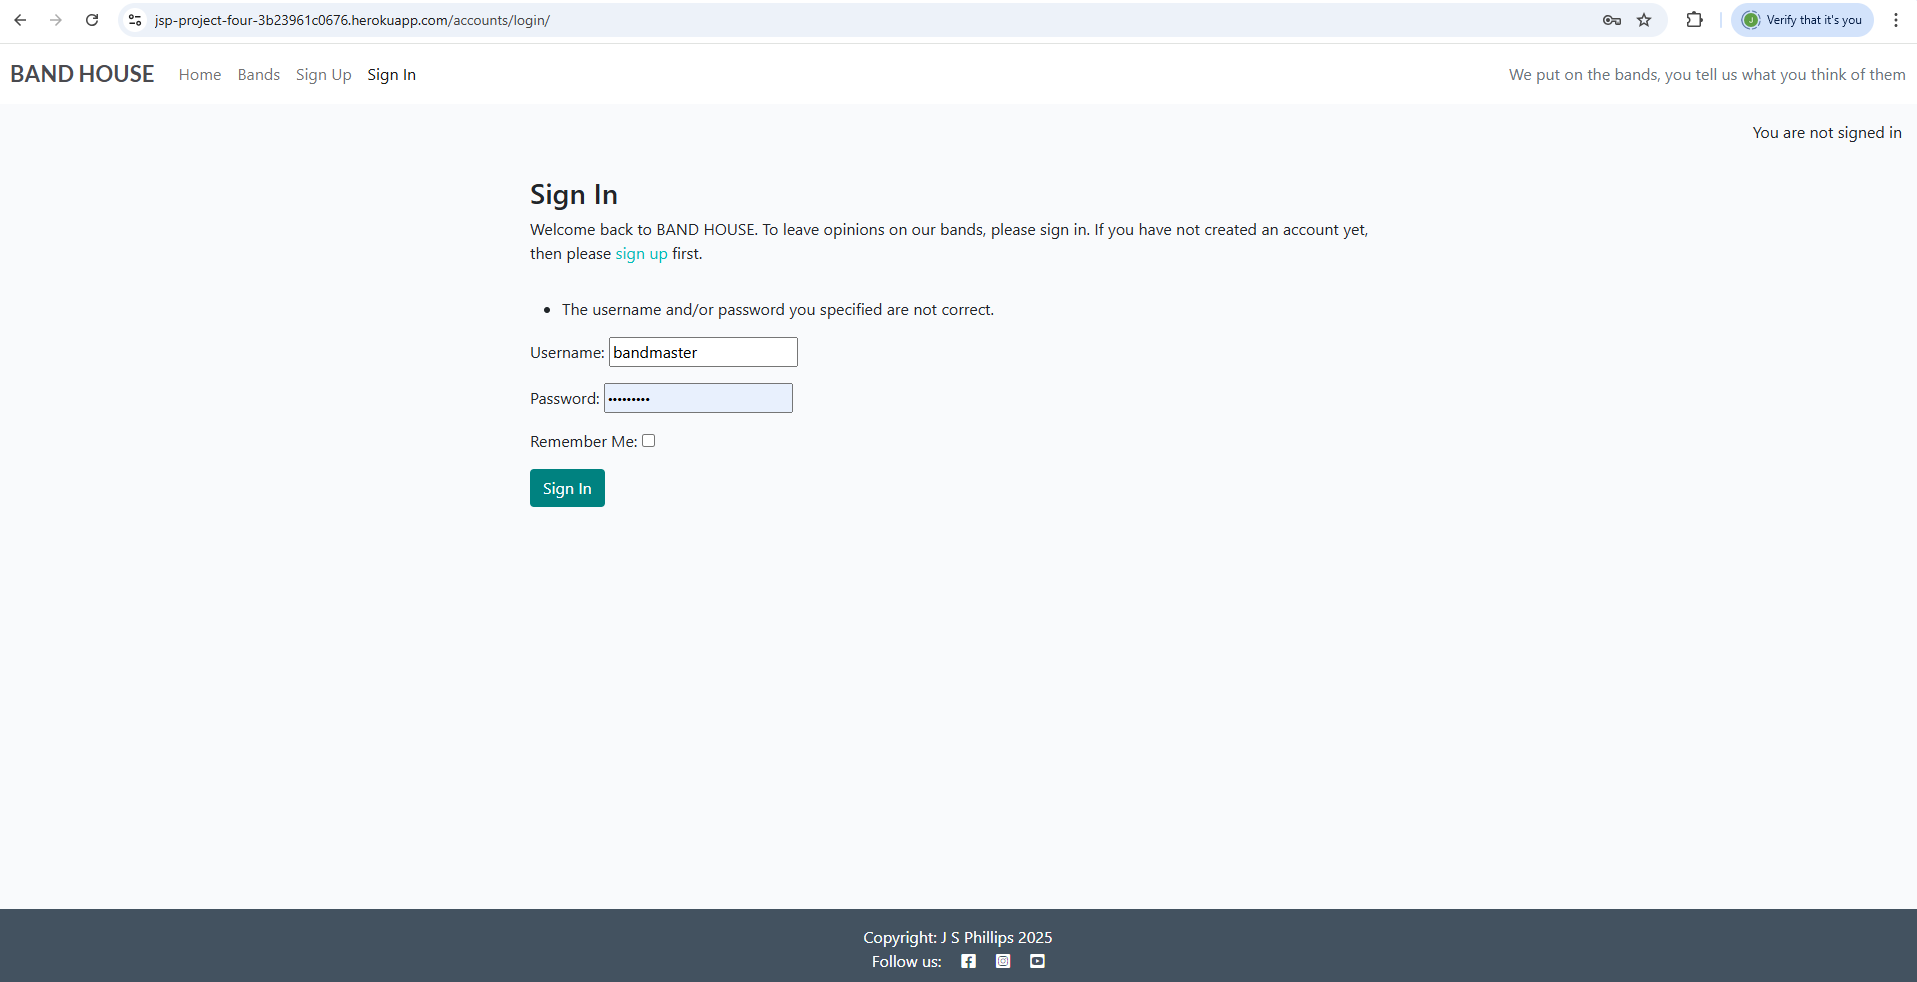 jsp-project-four-3b23961c0676.herokuapp.com/accounts/login/
J
Verify that it's you
BAND HOUSE Home Bands Sign Up Sign In We put on the bands, you tell us what you think of them
You are not signed in
Sign In
Welcome back to BAND HOUSE. To leave opinions on our bands, please sign in. If you have not created an account yet,
then please sign up first.
• The username and/or password you specified are not correct.
Username: bandmaster
Password: •••••••••
Remember Me:
Sign In
Copyright: J S Phillips 2025
Follow us: